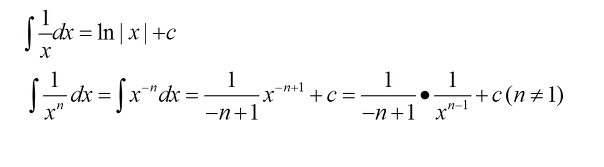 ∫ 1/x dx = ln | x | +c
∫ 1/xⁿ dx = ∫ x⁻ⁿ dx = 1/(−n+1) x⁻ⁿ⁺¹ + c = 1/(−n+1) • 1/xⁿ⁻¹ + c (n ≠ 1)